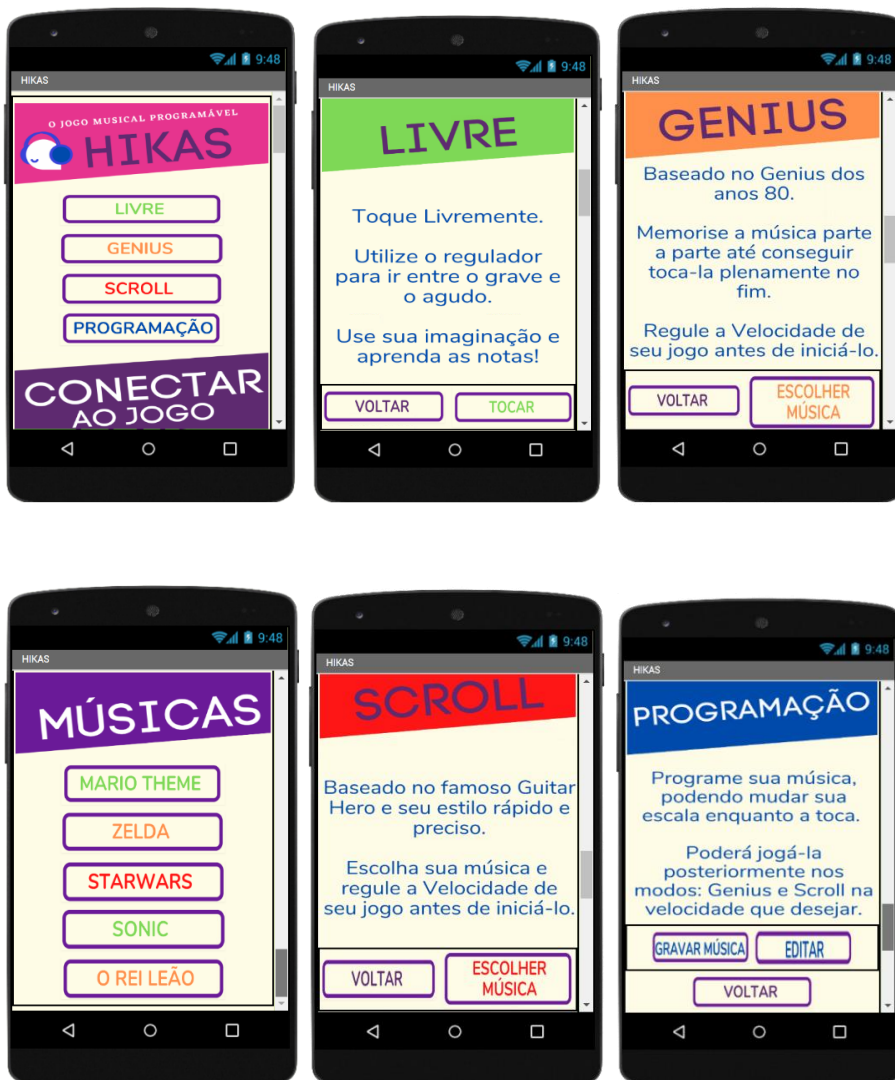 9:48
HIKAS
O JOGO MUSICAL PROGRAMÁVEL
HIKAS
LIVRE
GENIUS
SCROLL
PROGRAMAÇÃO
CONECTAR
AO JOGO
9:48
HIKAS
LIVRE
Toque Livremente.
Utilize o regulador
para ir entre o grave e
o agudo.
Use sua imaginação e
aprenda as notas!
VOLTAR
TOCAR
9:48
HIKAS
GENIUS
Baseado no Genius dos
anos 80.
Memorise a música parte
a parte até conseguir
toca-la plenamente no
fim.
Regule a Velocidade de
seu jogo antes de iniciá-lo.
VOLTAR
ESCOLHER
MÚSICA
9:48
HIKAS
MÚSICAS
MARIO THEME
ZELDA
STARWARS
SONIC
O REI LEÃO
9:48
HIKAS
SCROLL
Baseado no famoso Guitar
Hero e seu estilo rápido e
preciso.
Escolha sua música e
regule a Velocidade de
seu jogo antes de iniciá-lo.
VOLTAR
ESCOLHER
MÚSICA
9:48
HIKAS
PROGRAMAÇÃO
Programe sua música,
podendo mudar sua
escala enquanto a toca.
Poderá jogá-la
posteriormente nos
modos: Genius e Scroll na
velocidade que desejar.
GRAVAR MÚSICA
EDITAR
VOLTAR